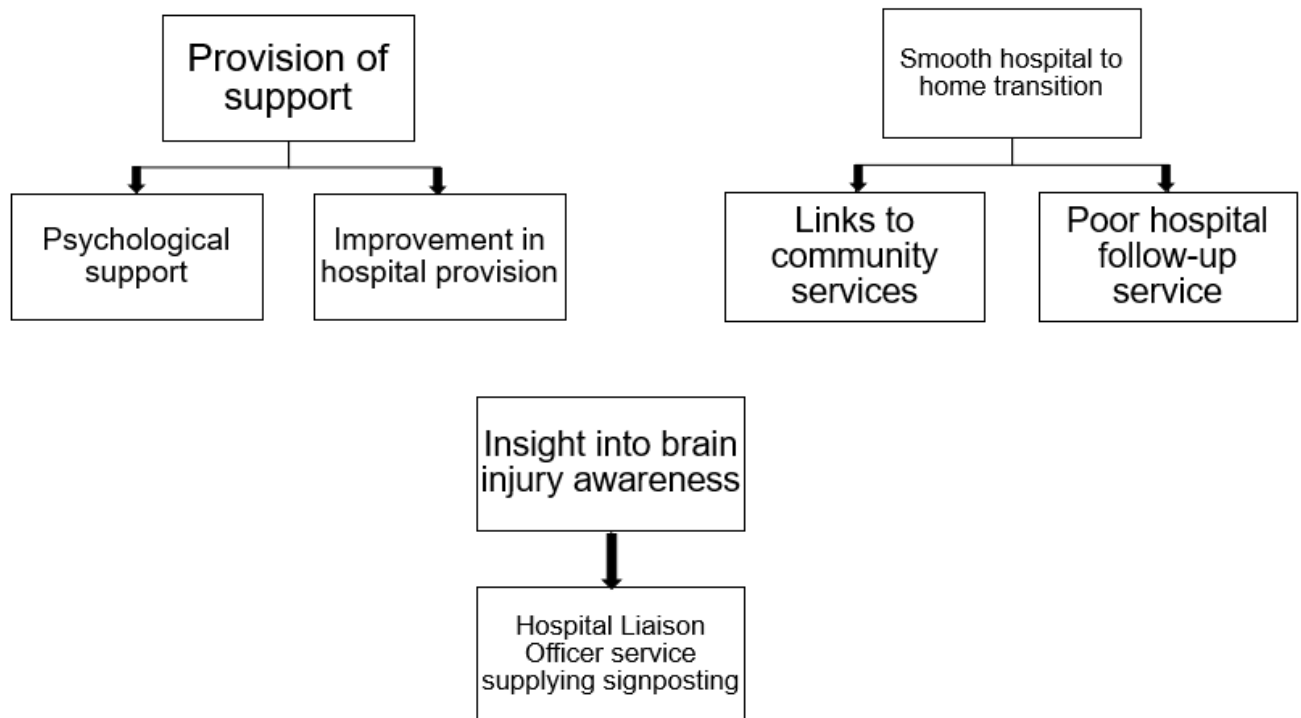 Provision of
support
Psychological
support
Improvement in
hospital provision
Smooth hospital to
home transition
Links to
community
services
Poor hospital
follow-up
service
Insight into brain
injury awareness
Hospital Liaison
Officer service
supplying signposting